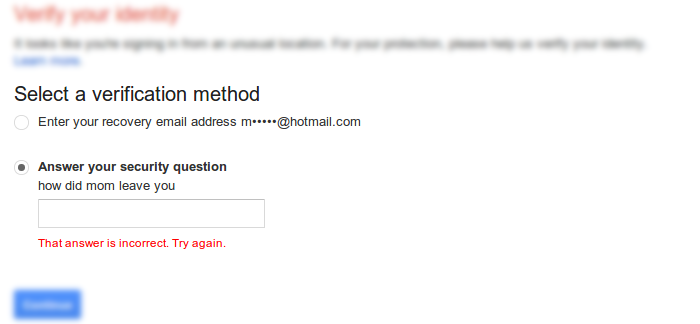 Verify your identity
It looks like you're signing in from an unusual location. For your protection, please help us verify your identity.
Learn more.
Select a verification method
Enter your recovery email address m•••••@hotmail.com
Answer your security question
how did mom leave you
That answer is incorrect. Try again.
Continue